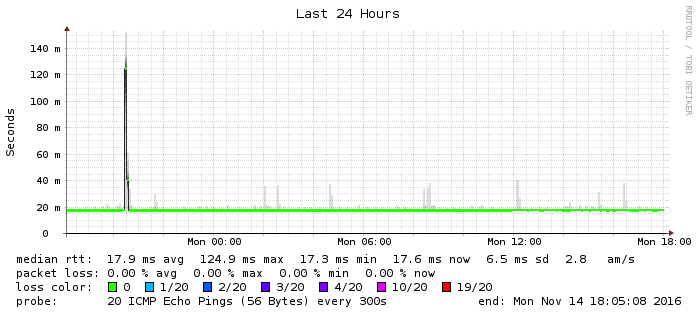 Last 24 Hours
RRDTOOL / TOBI OETIKER
Seconds
140 m
120 m
100 m
80 m
60 m
40 m
20 m
0
Mon 00:00 Mon 06:00 Mon 12:00 Mon 18:00
median rtt: 17.9 ms avg 124.9 ms max 17.3 ms min 17.6 ms now 6.5 ms sd 2.8 am/s
packet loss: 0.00 % avg 0.00 % max 0.00 % min 0.00 % now
loss color: 0 1/20 2/20 3/20 4/20 10/20 19/20
probe: 20 ICMP Echo Pings (56 Bytes) every 300s end: Mon Nov 14 18:05:08 2016